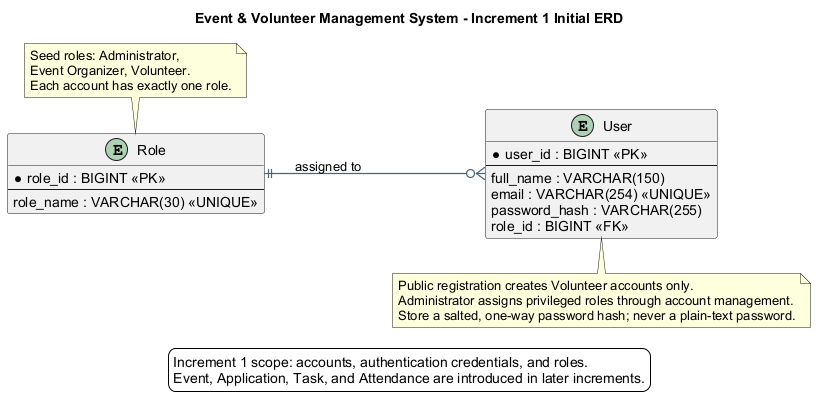 Event & Volunteer Management System - Increment 1 Initial ERD
Seed roles: Administrator,
Event Organizer, Volunteer.
Each account has exactly one role.
E Role
role_id : BIGINT «PK»
role_name : VARCHAR(30) «UNIQUE»
assigned to
E User
user_id : BIGINT «PK»
full_name : VARCHAR(150)
email : VARCHAR(254) «UNIQUE»
password_hash : VARCHAR(255)
role_id : BIGINT «FK»
Public registration creates Volunteer accounts only.
Administrator assigns privileged roles through account management.
Store a salted, one-way password hash; never a plain-text password.
Increment 1 scope: accounts, authentication credentials, and roles.
Event, Application, Task, and Attendance are introduced in later increments.